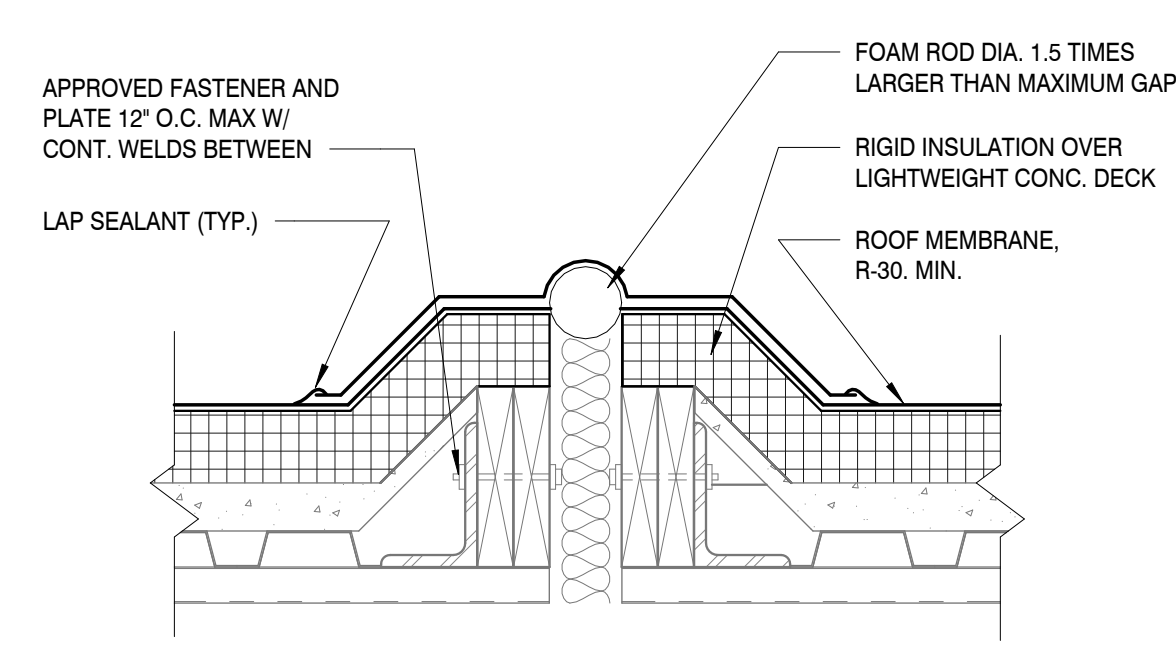 APPROVED FASTENER AND
PLATE 12" O.C. MAX W/
CONT. WELDS BETWEEN
LAP SEALANT (TYP.)
FOAM ROD DIA. 1.5 TIMES
LARGER THAN MAXIMUM GAP
RIGID INSULATION OVER
LIGHTWEIGHT CONC. DECK
ROOF MEMBRANE,
R-30. MIN.